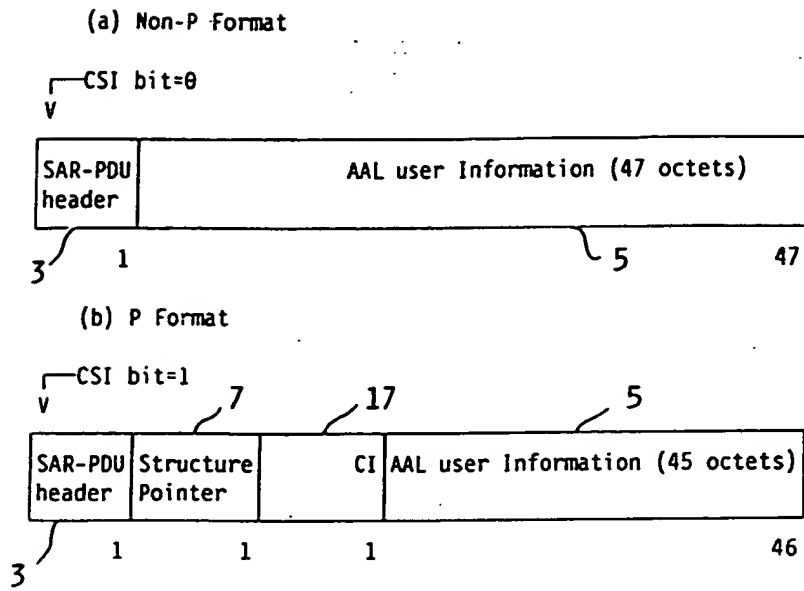 (a) Non-P Format
CSI bit=0
V
SAR-PDU header
AAL user Information (47 octets)
3
1
5
47
(b) P Format
CSI bit=1
V
7
17
5
SAR-PDU header
Structure Pointer
CI
AAL user Information (45 octets)
3
1
1
1
46